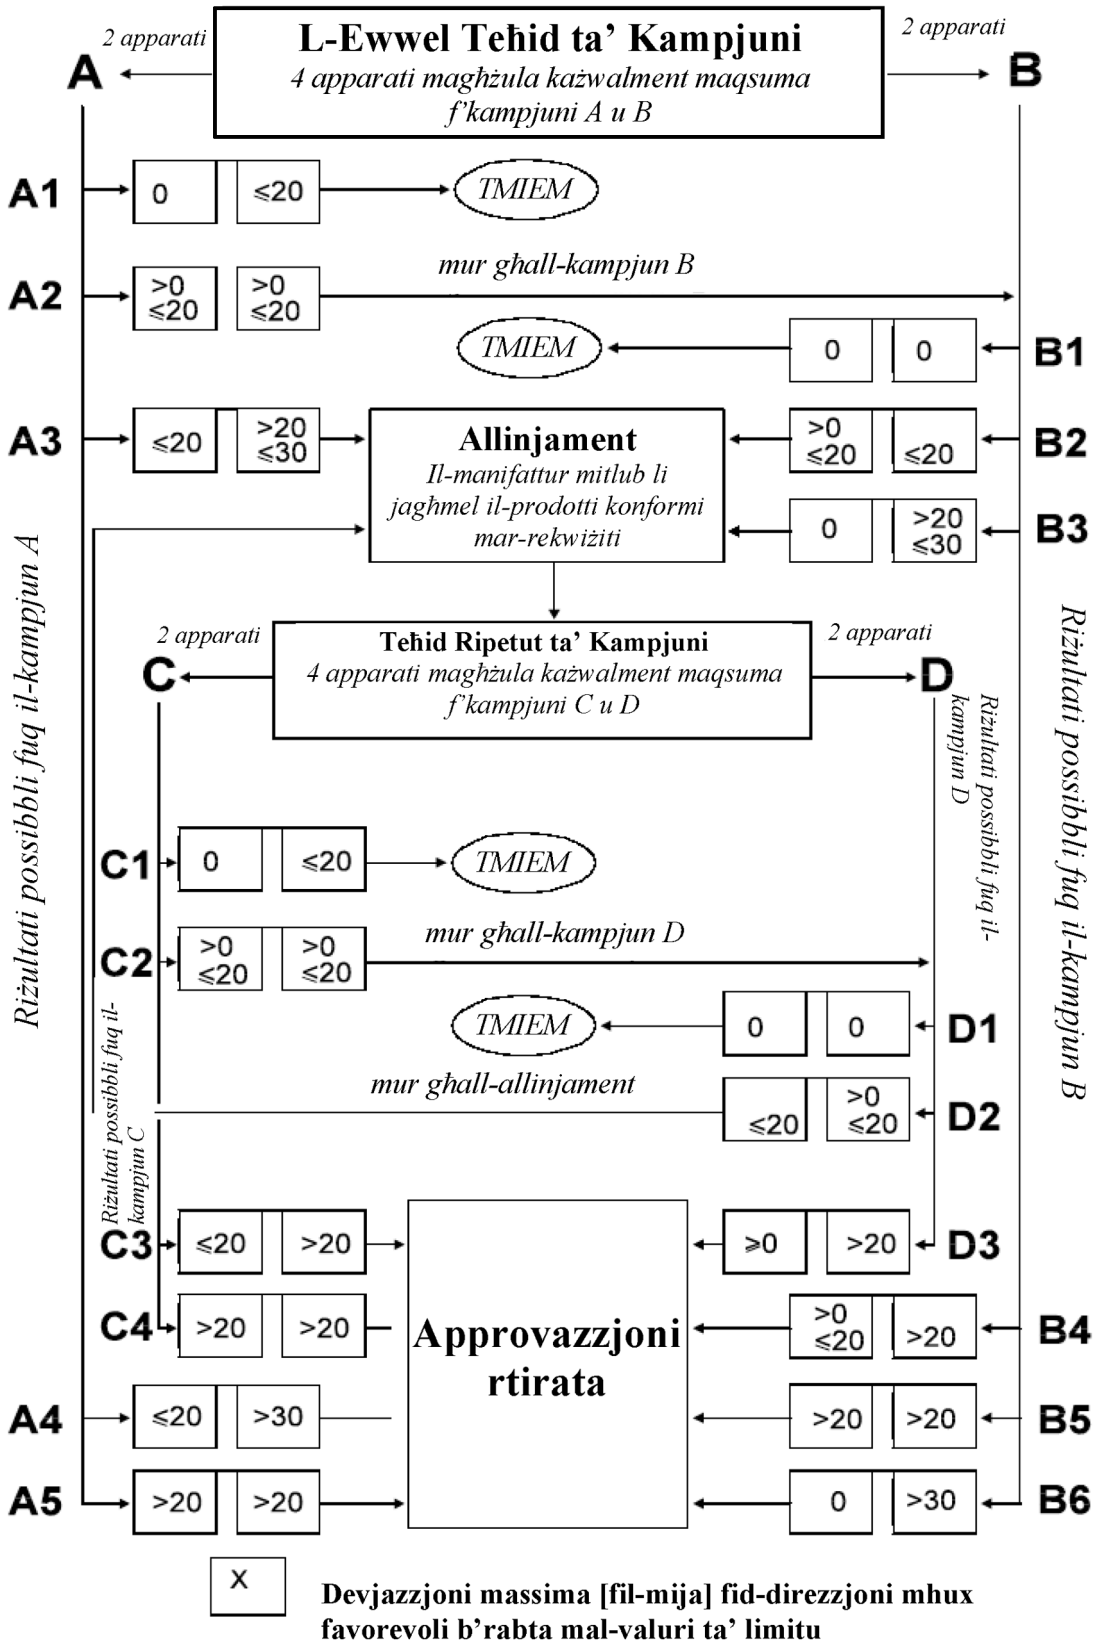 2 apparati
L-Ewwel Teħid ta’ Kampjuni
4 apparati magħżula każwalment maqsuma
f’kampjuni A u B
2 apparati
A
B
A1
0
≤20
TMIEM
A2
>0
≤20
>0
≤20
mur għall-kampjun B
TMIEM
0
0
B1
A3
≤20
>20
≤30
Allinjament
Il-manifattur mitlub li
jagħmel il-prodotti konformi
mar-rekwiżiti
>0
≤20
≤20
B2
0
>20
≤30
B3
Riżultati possibbli fuq il-kampjun A
Riżultati possibbli fuq il-kampjun B
2 apparati
Teħid Ripetut ta’ Kampjuni
4 apparati magħżula każwalment maqsuma
f’kampjuni C u D
2 apparati
C
D
Riżultati possibbli fuq il-
kampjun D
C1
0
≤20
TMIEM
C2
>0
≤20
>0
≤20
mur għall-kampjun D
TMIEM
0
0
D1
mur għall-allinjament
≤20
>0
≤20
D2
Riżultati possibbli fuq il-
kampjun C
C3
≤20
>20
≥0
>20
D3
C4
>20
>20
Approvazzjoni
rtirata
>0
≤20
>20
B4
A4
≤20
>30
>20
>20
B5
A5
>20
>20
0
>30
B6
X
Devjazzjoni massima [fil-mija] fid-direzzjoni mhux
favorevoli b’rabta mal-valuri ta’ limitu